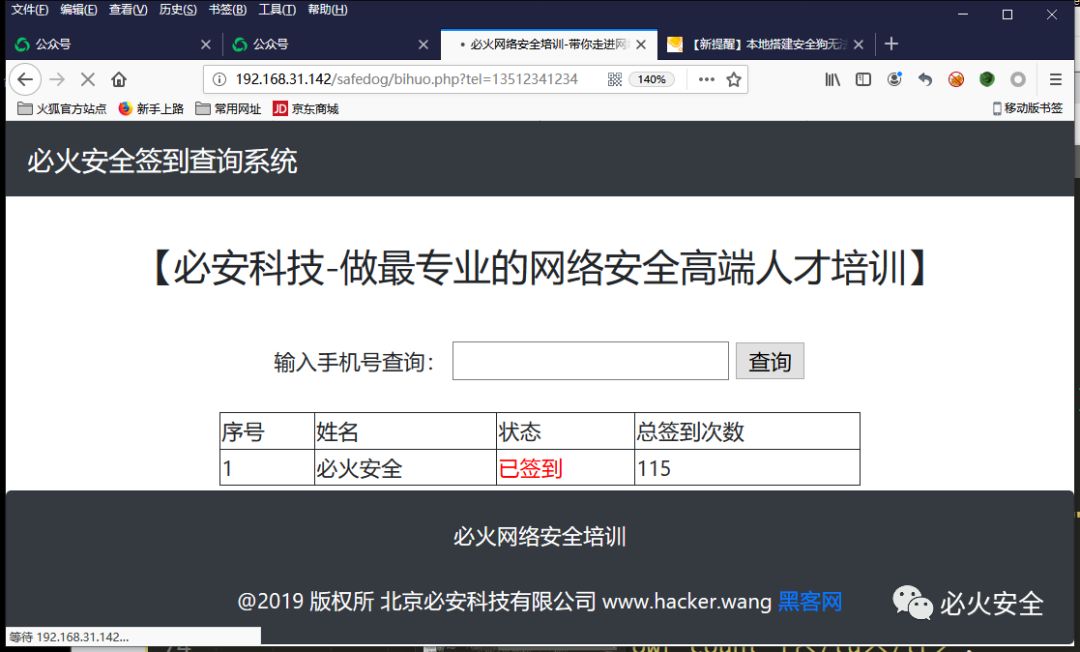 文件(F) 编辑(E) 查看(V) 历史(S) 书签(B) 工具(T) 帮助(H)
公众号 公众号 必火网络安全培训-带你走进网 【新提醒】本地搭建安全狗无法
192.168.31.142/safedog/bihuo.php?tel=13512341234 140%
火狐官方站点 新手上路 常用网址 JD 京东商城 移动版书签
必火安全签到查询系统
【必安科技-做最专业的网络安全高端人才培训】
输入手机号查询： 查询
序号 姓名 状态 总签到次数
1 必火安全 已签到 115
必火网络安全培训
@2019 版权所 北京必安科技有限公司 www.hacker.wang 黑客网
必火安全
等待 192.168.31.142...